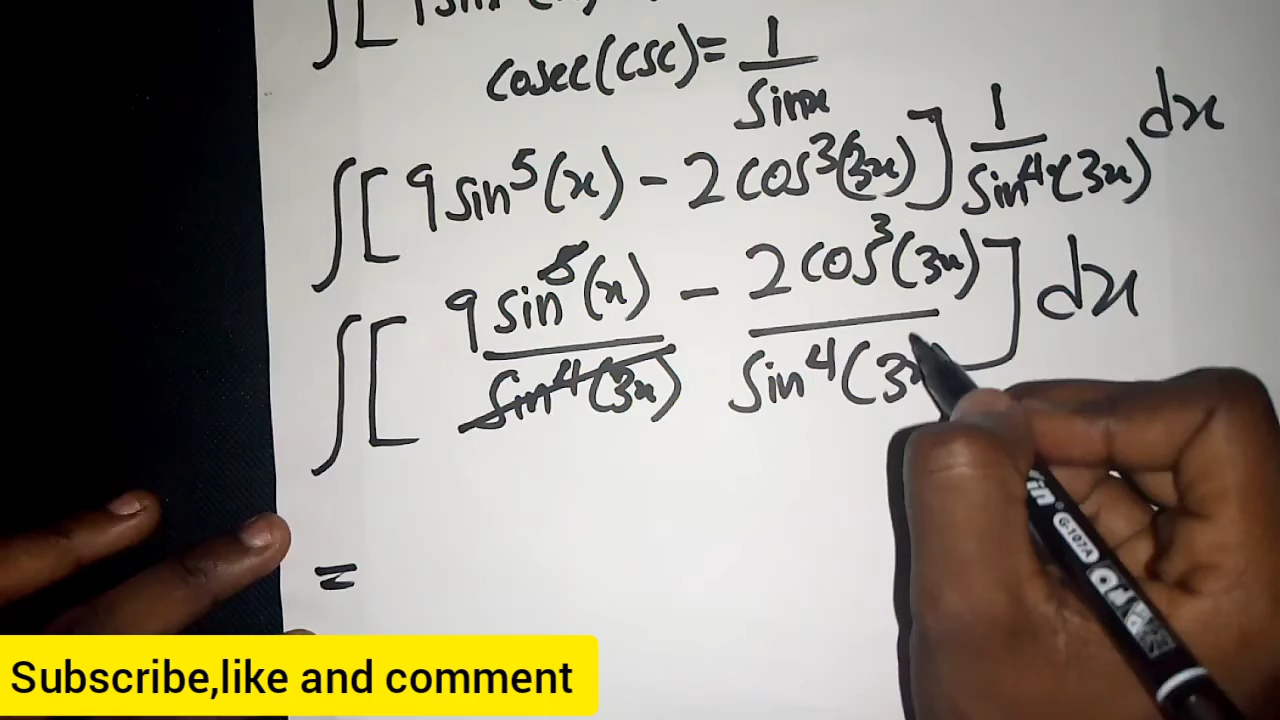 cosec(csc) = 1/sinx
∫[9sin⁵(x) - 2cos³(3x)] 1/sin⁴(3x) dx
∫[9sin⁵(x)/sin⁴(3x) - 2cos³(3x)/sin⁴(3x] dx
=
G-107A
Subscribe,like and comment